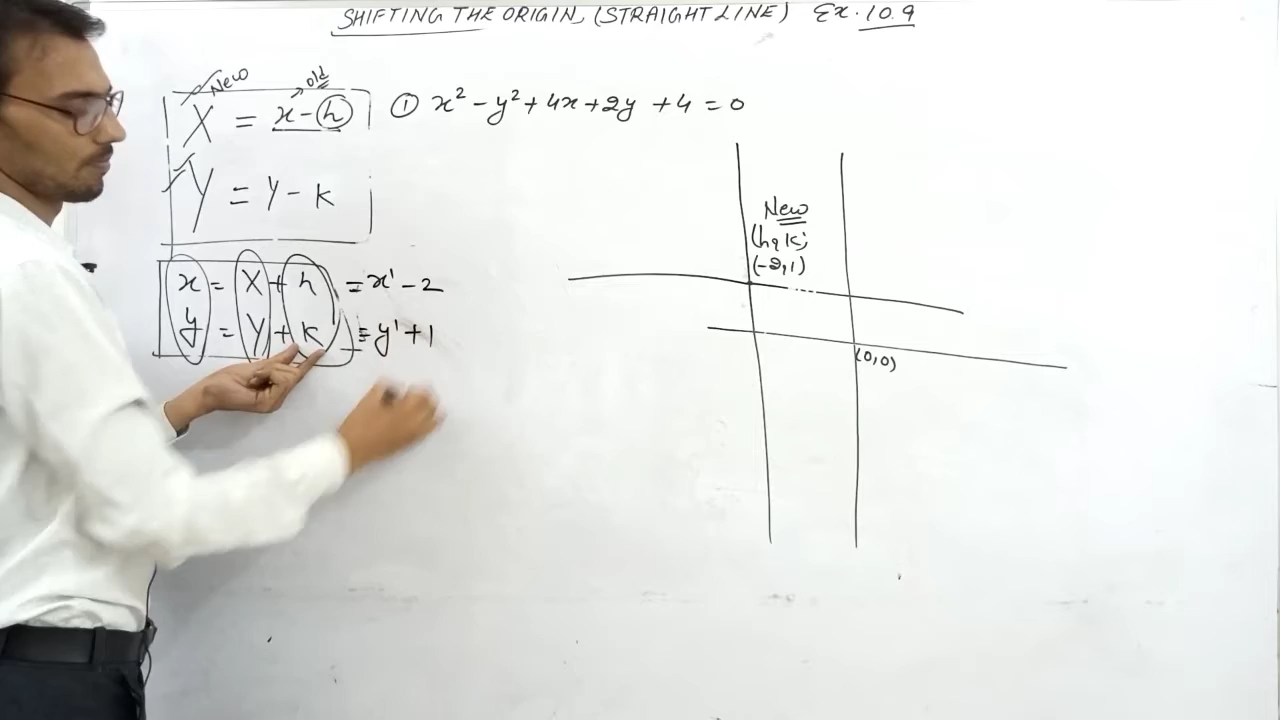 SHIFTING THE ORIGIN, (STRAIGHT LINE) Ex. 10.9
New
old
X = x - h
① x² - y² + 4x + 2y + 4 = 0
Y = y - k
x = X + h = x' - 2
y = Y + k = y' + 1
New
(h, k)
(-2, 1)
(0,0)